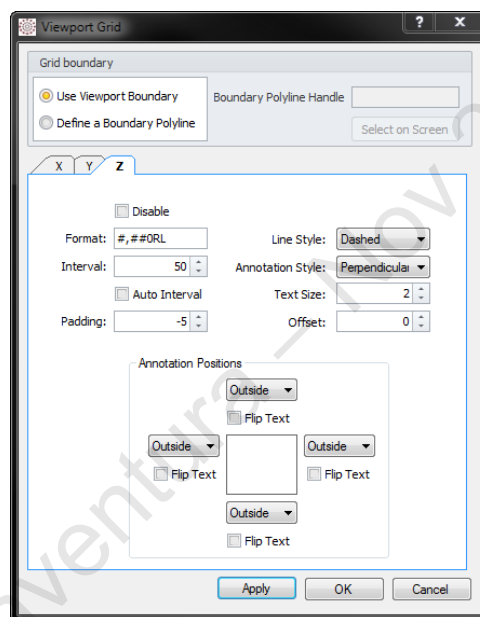 Viewport Grid
? X
Grid boundary
Use Viewport Boundary
Boundary Polyline Handle
Define a Boundary Polyline
Select on Screen
X Y Z
Disable
Format: #,##0RL
Line Style: Dashed
Interval: 50
Annotation Style: Perpendicular
Auto Interval
Text Size: 2
Padding: -5
Offset: 0
Annotation Positions
Outside
Flip Text
Outside Outside
Flip Text Flip Text
Outside
Flip Text
Apply OK Cancel